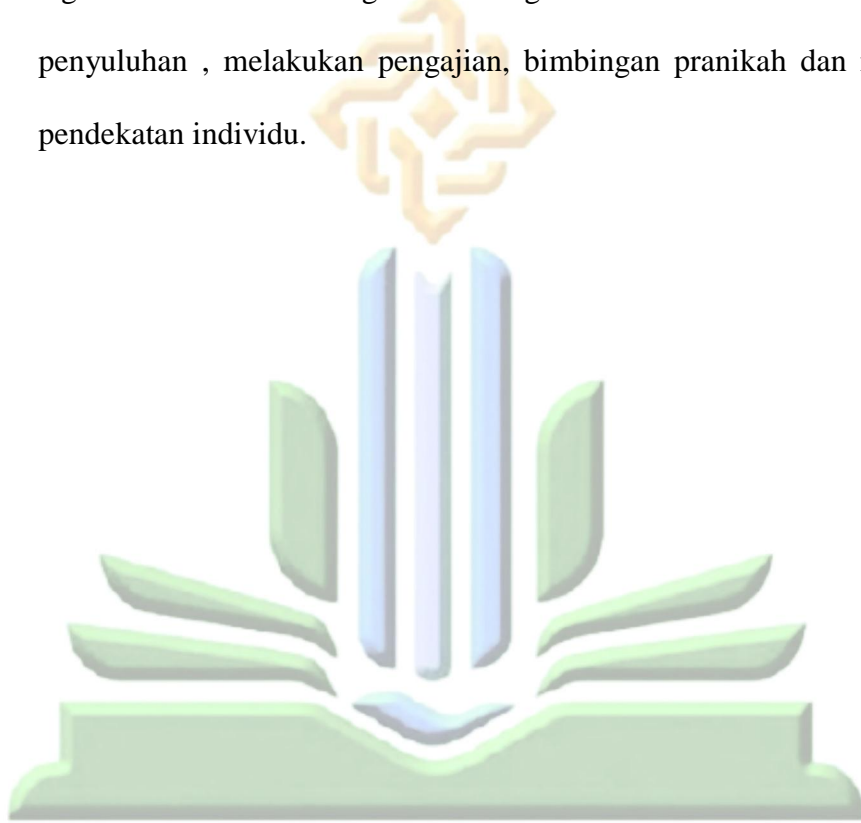 penyuluhan , melakukan pengajian, bimbingan pranikah dan
pendekatan individu.